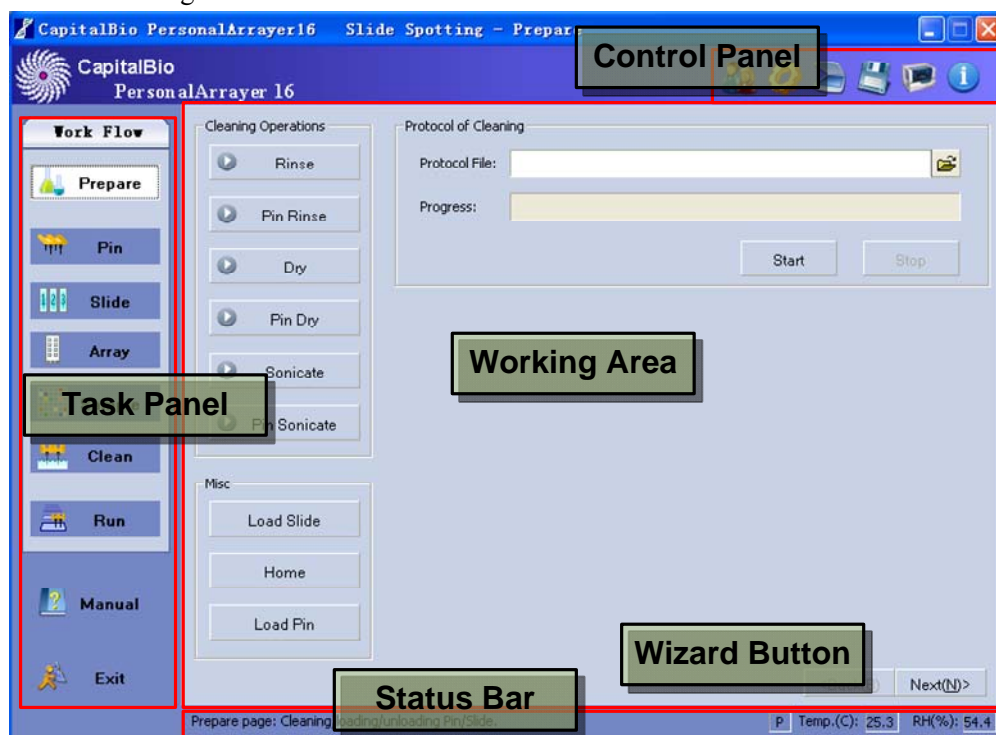 CapitalBio PersonalArrayer16 Slide Spotting - Prepare
Control Panel
CapitalBio
PersonalArrayer 16
Work Flow
Prepare
Pin
Slide
Array
Task Panel
Clean
Run
Manual
Exit
Cleaning Operations
Rinse
Pin Rinse
Dry
Pin Dry
Sonicate
Pin Sonicate
Misc
Load Slide
Home
Load Pin
Protocol of Cleaning
Protocol File:
Progress:
Start Stop
Working Area
Wizard Button
Next(N)>
Status Bar
Prepare page: Cleaning, loading/unloading Pin/Slide.
P Temp.(C): 25.3 RH(%): 54.4